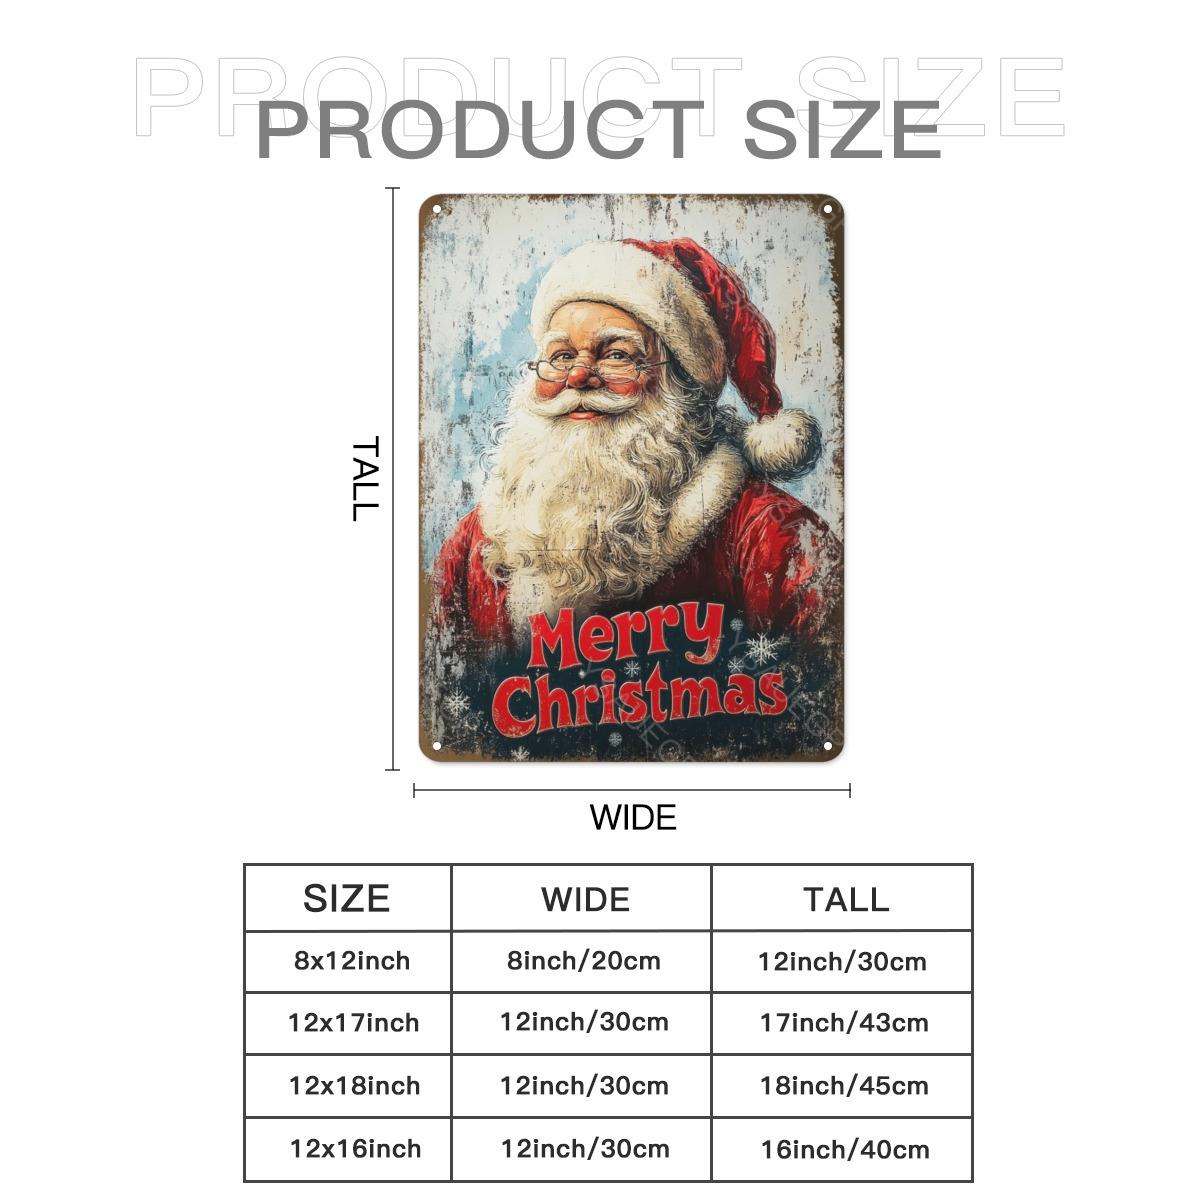 PRODUCT SIZE
PRODUCT SIZE
TALL
Merry
Christmas
WIDE
SIZE WIDE TALL
8x12inch 8inch/20cm 12inch/30cm
12x17inch 12inch/30cm 17inch/43cm
12x18inch 12inch/30cm 18inch/45cm
12x16inch 12inch/30cm 16inch/40cm